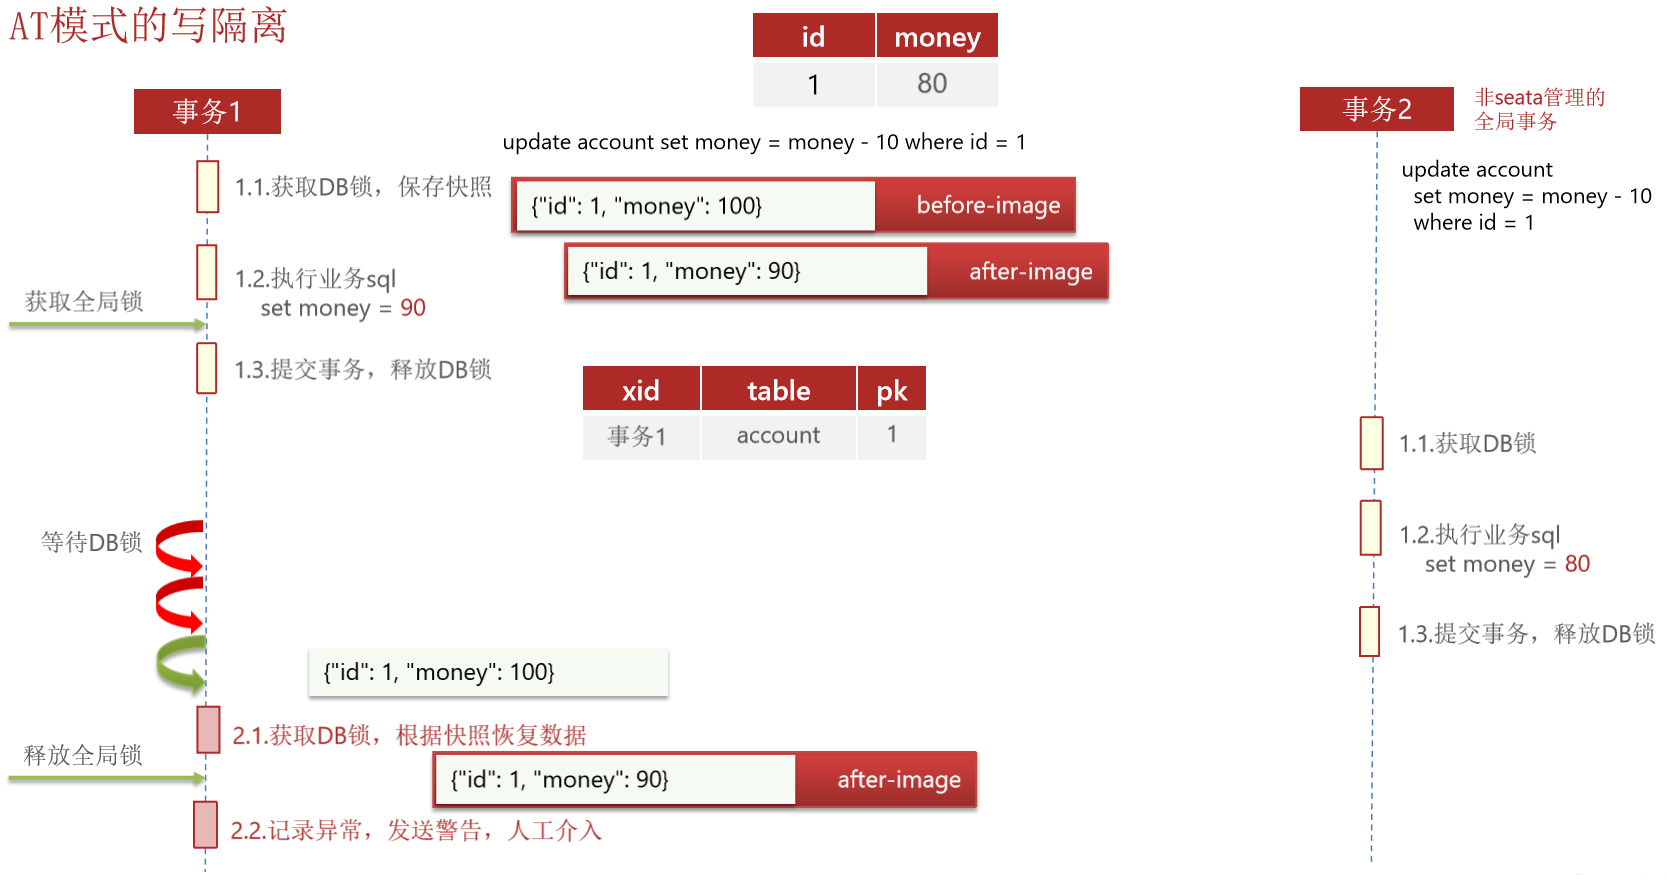 AT模式的写隔离
id money
1 80
事务1
事务2
非seata管理的
全局事务
update account set money = money - 10 where id = 1
update account
set money = money - 10
where id = 1
1.1.获取DB锁，保存快照
{"id": 1, "money": 100} before-image
{"id": 1, "money": 90} after-image
1.2.执行业务sql
set money = 90
获取全局锁
1.3.提交事务，释放DB锁
xid table pk
事务1 account 1
1.1.获取DB锁
等待DB锁
1.2.执行业务sql
set money = 80
1.3.提交事务，释放DB锁
{"id": 1, "money": 100}
2.1.获取DB锁，根据快照恢复数据
释放全局锁
{"id": 1, "money": 90} after-image
2.2.记录异常，发送警告，人工介入